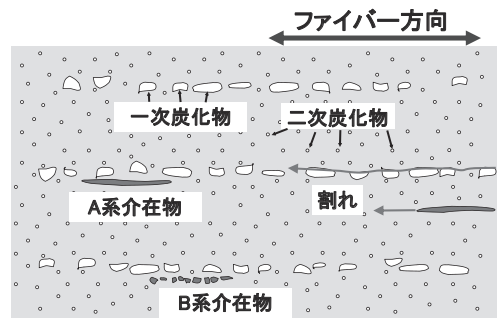 ファイバー方向
一次炭化物
二次炭化物
A系介在物
割れ
B系介在物